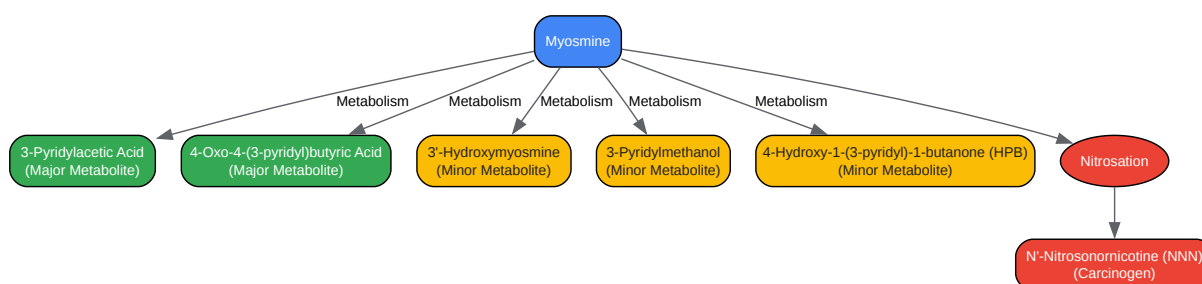 Myosmine
Metabolism
Metabolism
Metabolism
Metabolism
Metabolism
3-Pyridylacetic Acid
(Major Metabolite)
4-Oxo-4-(3-pyridyl)butyric Acid
(Major Metabolite)
3'-Hydroxymyosmine
(Minor Metabolite)
3-Pyridylmethanol
(Minor Metabolite)
4-Hydroxy-1-(3-pyridyl)-1-butanone (HPB)
(Minor Metabolite)
Nitrosation
N'-Nitrosonornicotine (NNN)
(Carcinogen)